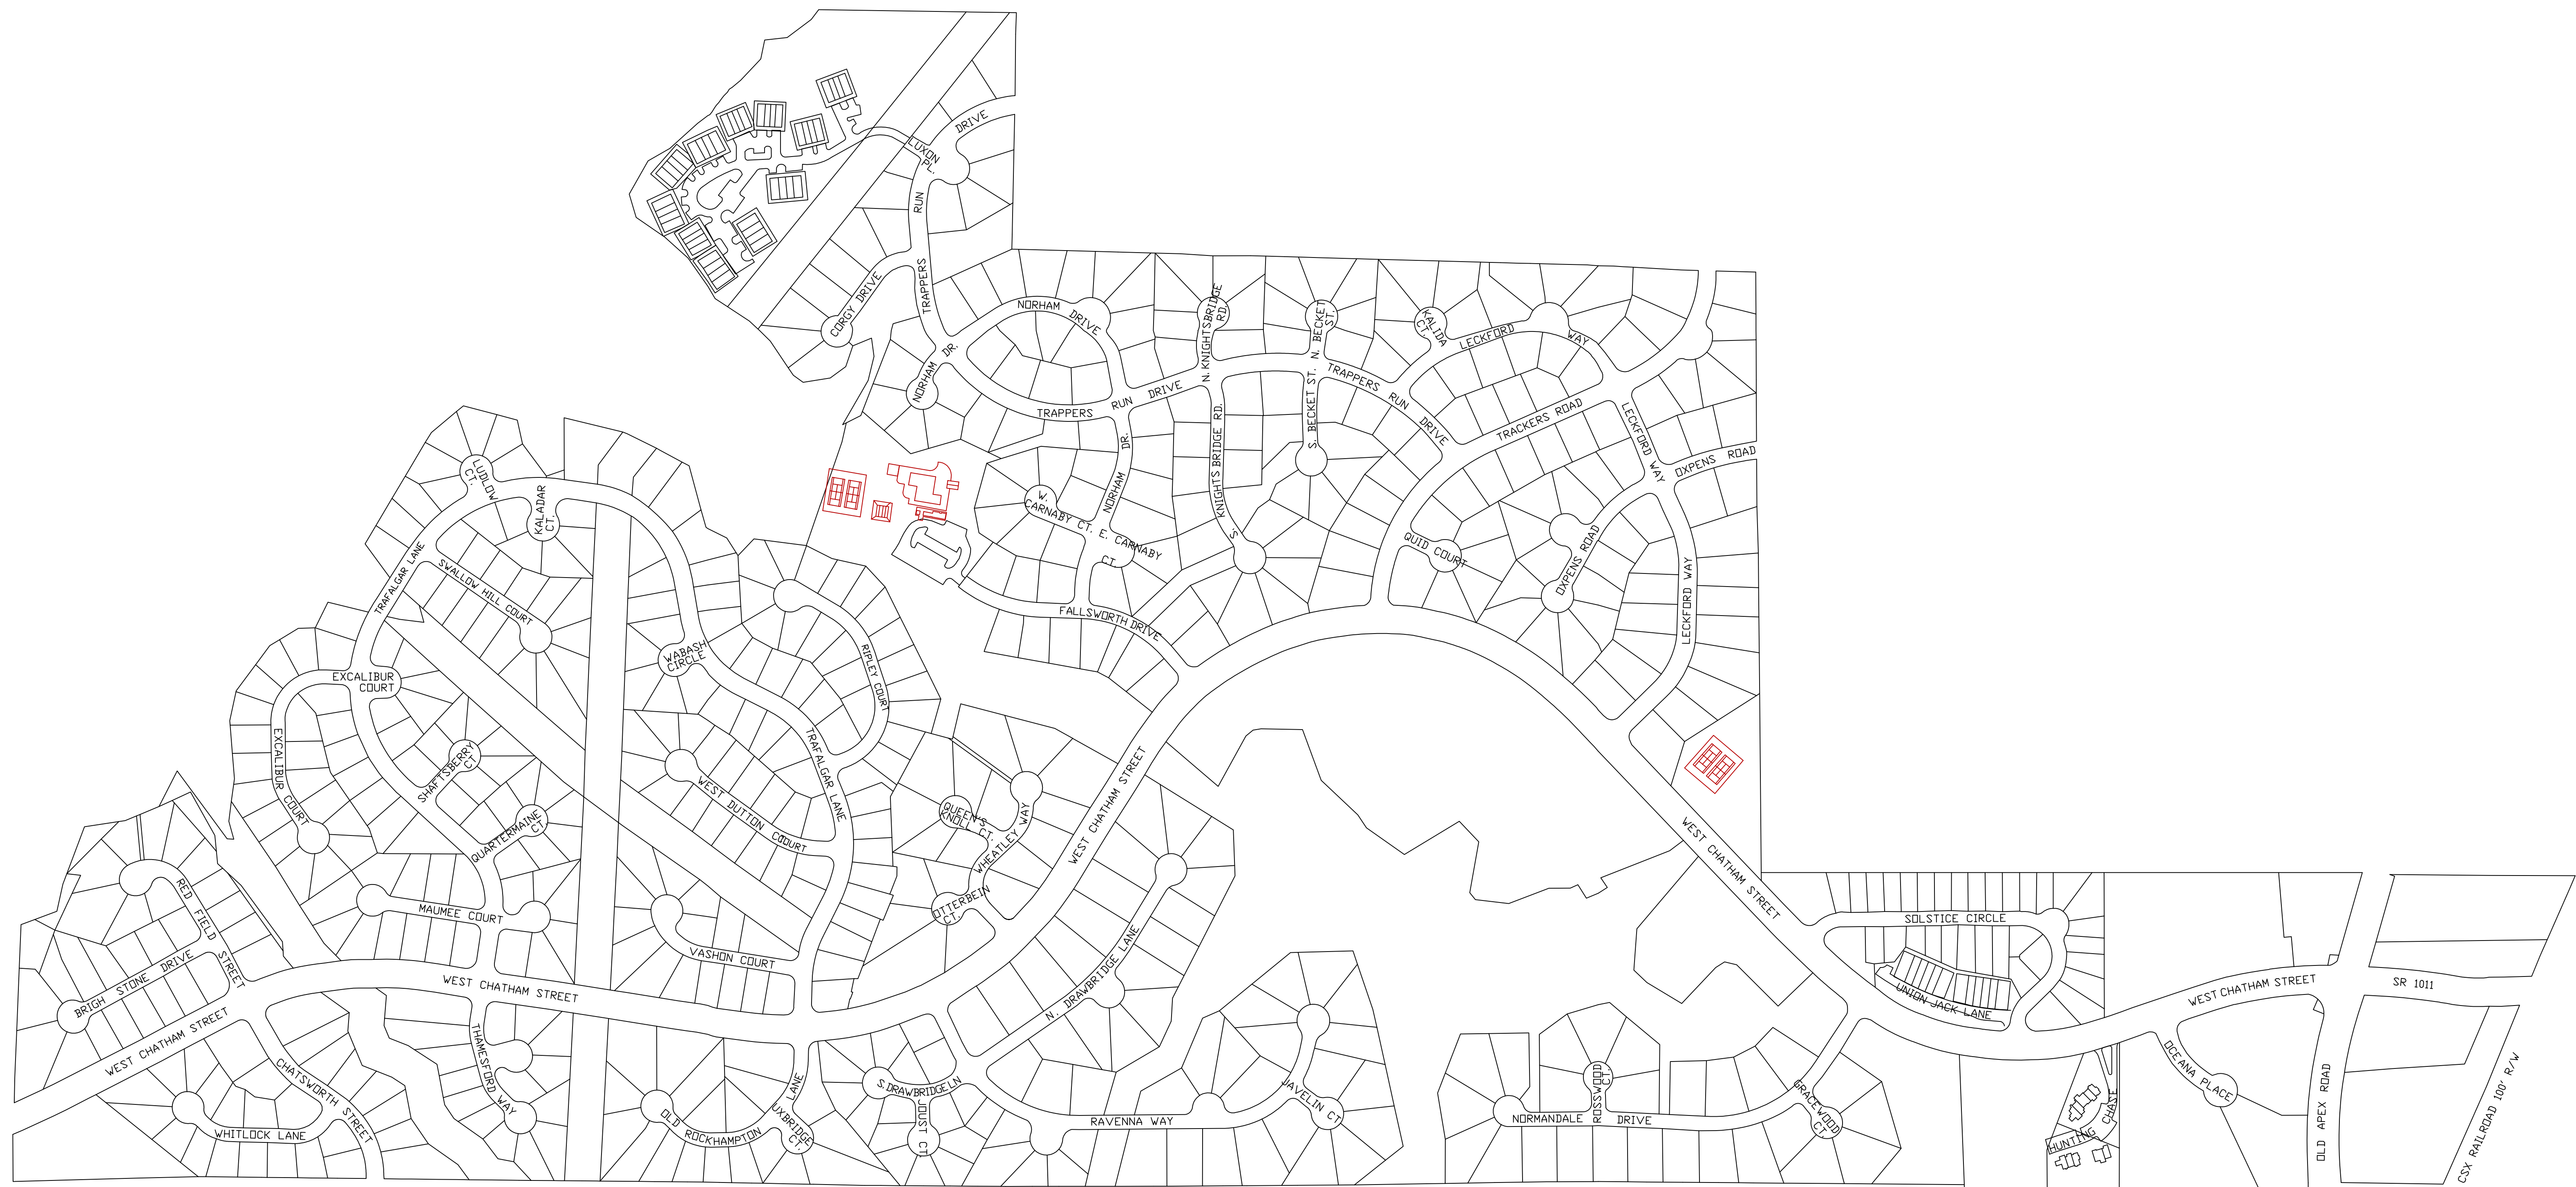 DRIVE
LUXON
PL.
RUN
TRAPPERS
CORGY DRIVE
NORHAM DRIVE
N. KNIGHTSBRIDGE
RD.
N. BECKET
ST.
KALIDA
CT.
LECKFORD WAY
NORHAM DR.
TRAPPERS RUN DRIVE
TRAPPERS RUN DRIVE
TRACKERS ROAD
LECKFORD WAY
OXPENS ROAD
S. BECKET ST.
S. KNIGHTS BRIDGE RD.
NORHAM DR.
W.
CARNABY CT.
E. CARNABY
CT.
QUID COURT
OXPENS ROAD
LECKFORD WAY
FALLSWORTH DRIVE
LUDLOW
CT.
KALADAR
CT.
TRAFALGAR LANE
SWALLOW HILL COURT
WABASH
CIRCLE
RIPLEY COURT
EXCALIBUR
COURT
EXCALIBUR COURT
SHAFTSBERRY
CT
QUARTERMAINE
CT
TRAFALGAR LANE
WEST DUTTON COURT
QUEEN'S
KNOLL CT.
WHEATLEY WAY
OTTERBEIN
CT.
WEST CHATHAM STREET
WEST CHATHAM STREET
RED FIELD STREET
MAUMEE COURT
VASHON COURT
N. DRAWBRIDGE LANE
SOLSTICE CIRCLE
UNION JACK LANE
BRIGH STONE DRIVE
WEST CHATHAM STREET
WEST CHATHAM STREET
WEST CHATHAM STREET
SR 1011
CHATSWORTH STREET
THAMESFORD WAY
WHITLOCK LANE
OLD ROCKHAMPTON
LANE
UXBRIDGE
CT.
S.DRAWBRIDGE LN
JOUST CT
RAVENNA WAY
JAVELIN CT
NORMANDALE DRIVE
ROSSWOOD
CT.
GRACEWOOD
CT
HUNTING CHASE
OCEANA PLACE
OLD APEX ROAD
CSX RAILROAD 100' R/W